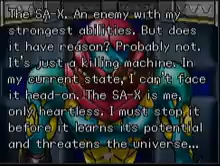 The SA-X. An enemy with my
strongest abilities. But does
it have reason? Probably not.
It's just a killing machine. In
my current state, I can't face
it head-on. The SA-X is me,
only heartless. I must stop it
before it learns its potential
and threatens the universe...